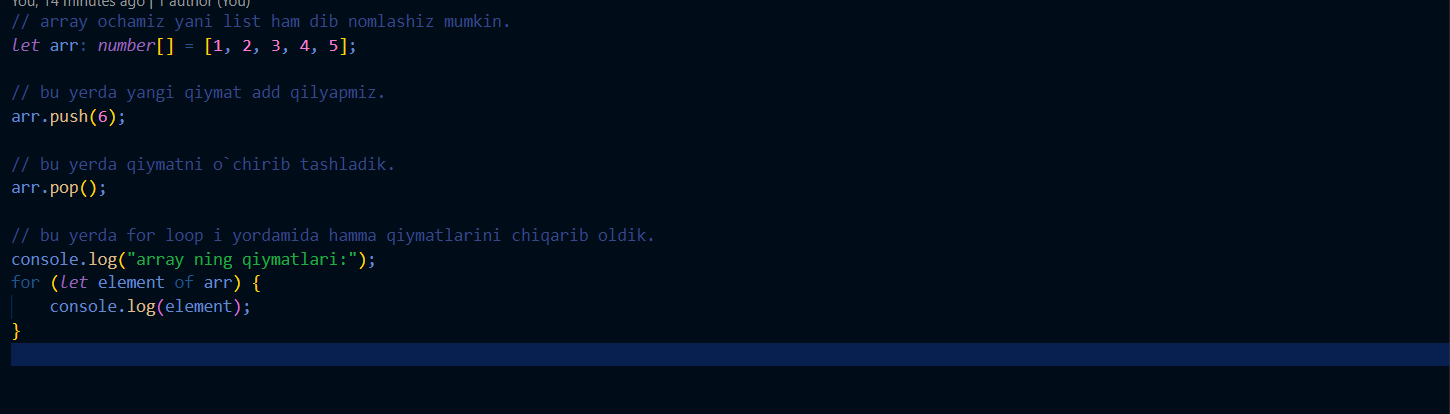 You, 14 minutes ago | 1 author (You)
// array ochamiz yani list ham dib nomlashiz mumkin.
let arr: number[] = [1, 2, 3, 4, 5];
// bu yerda yangi qiymat add qilyapmiz.
arr.push(6);
// bu yerda qiymatni o`chirib tashladik.
arr.pop();
// bu yerda for loop i yordamida hamma qiymatlarini chiqarib oldik.
console.log("array ning qiymatlari:");
for (let element of arr) {
    console.log(element);
}